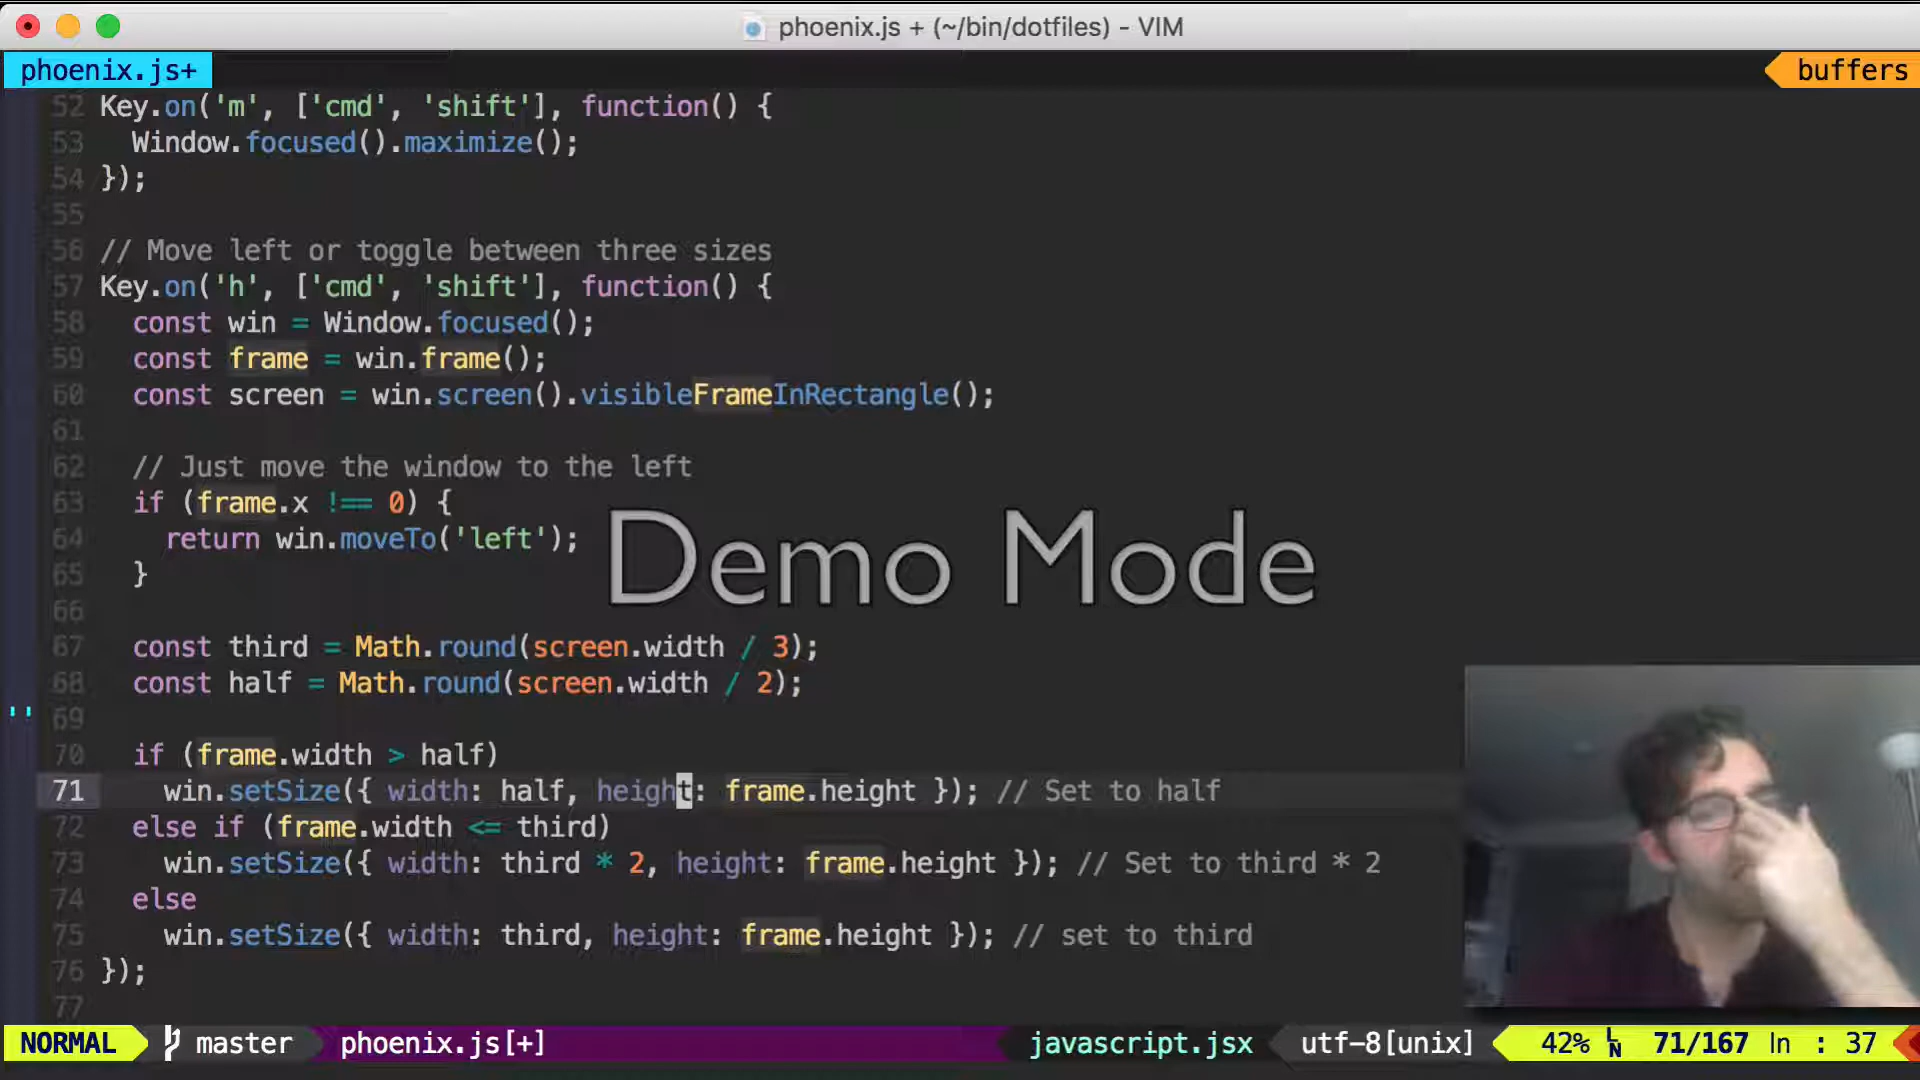 phoenix.js + (~/bin/dotfiles) - VIM
phoenix.js+
buffers
52 Key.on('m', ['cmd', 'shift'], function() {
53   Window.focused().maximize();
54 });
55
56 // Move left or toggle between three sizes
57 Key.on('h', ['cmd', 'shift'], function() {
58   const win = Window.focused();
59   const frame = win.frame();
60   const screen = win.screen().visibleFrameInRectangle();
61
62   // Just move the window to the left
63   if (frame.x !== 0) {
64     return win.moveTo('left');
65   }
Demo Mode
66
67   const third = Math.round(screen.width / 3);
68   const half = Math.round(screen.width / 2);
'' 69
70   if (frame.width > half)
71     win.setSize({ width: half, height: frame.height }); // Set to half
72   else if (frame.width <= third)
73     win.setSize({ width: third * 2, height: frame.height }); // Set to third * 2
74   else
75     win.setSize({ width: third, height: frame.height }); // set to third
76 });
77
NORMAL master phoenix.js[+] javascript.jsx utf-8[unix] 42% LN 71/167 ln : 37